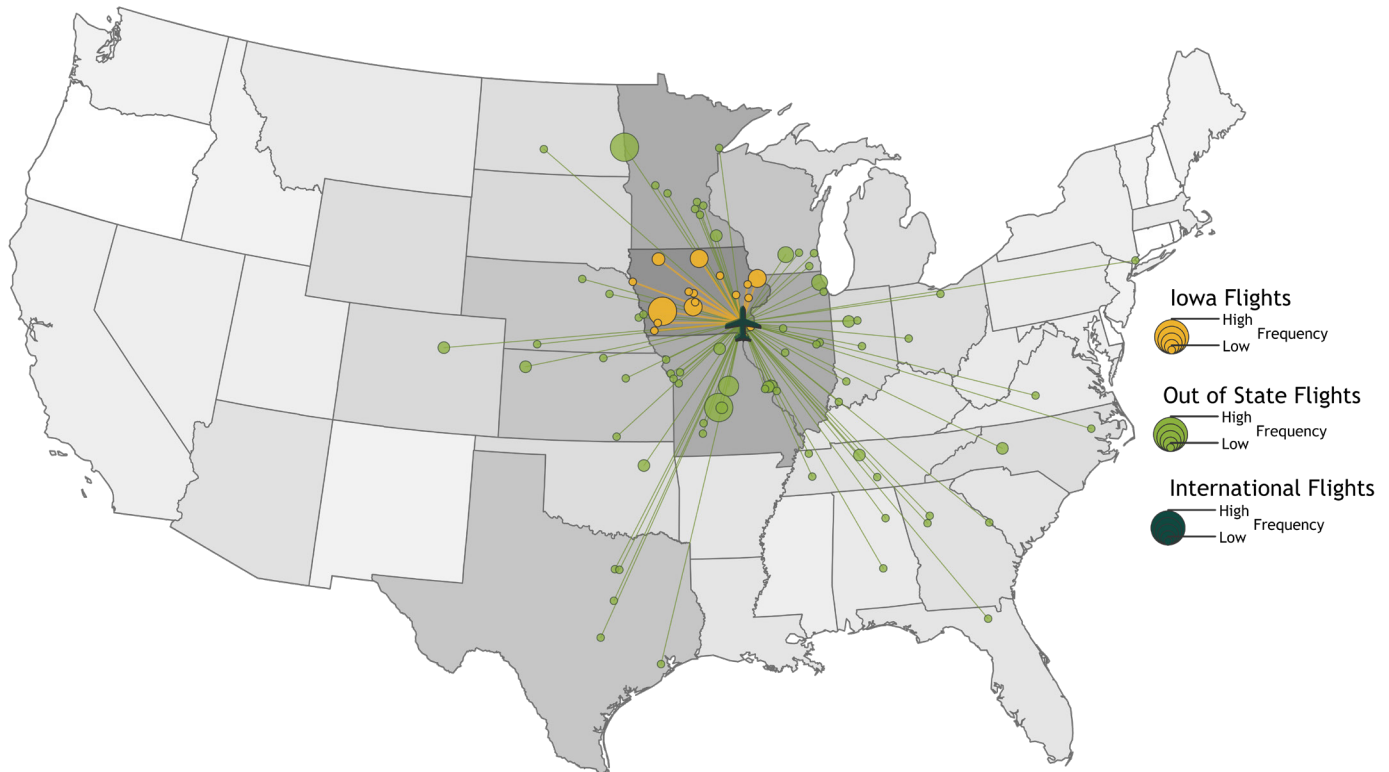 Iowa Flights
High
Frequency
Low
Out of State Flights
High
Frequency
Low
International Flights
High
Frequency
Low